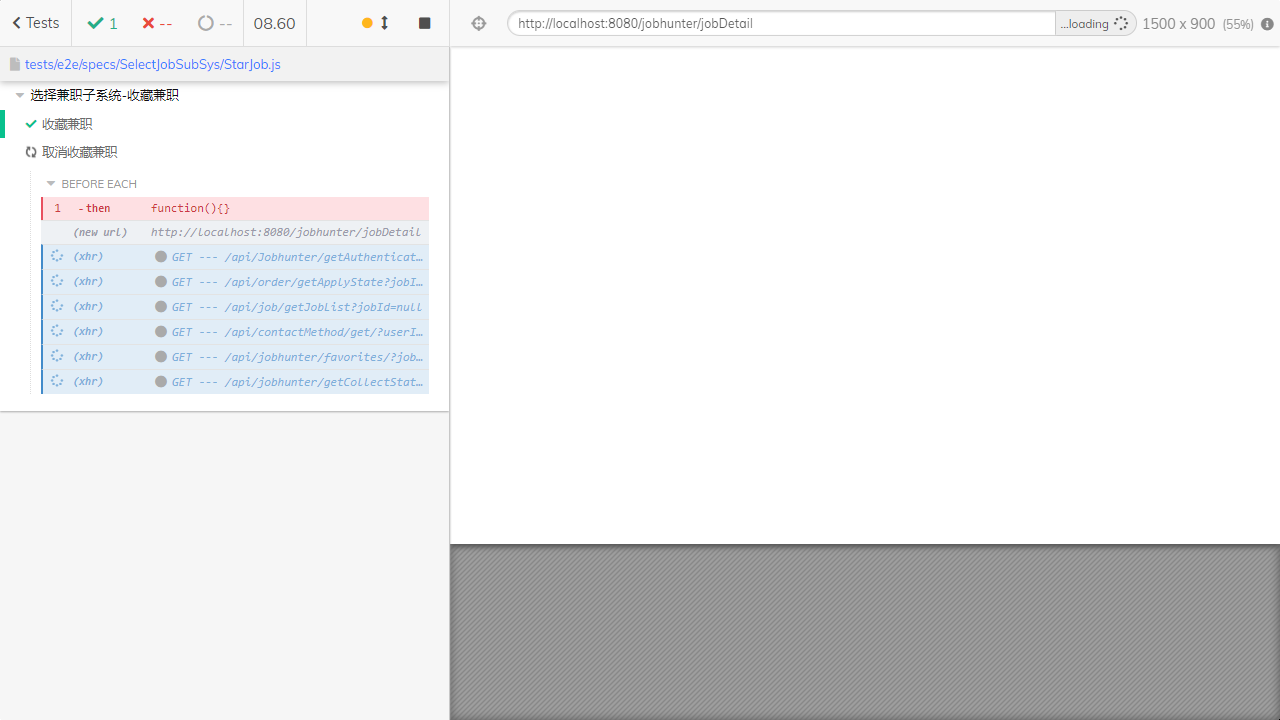 Tests 1 -- -- 08.60 http://localhost:8080/jobhunter/jobDetail ...loading 1500 x 900 (55%)
tests/e2e/specs/SelectJobSubSys/StarJob.js
选择兼职子系统-收藏兼职
收藏兼职
取消收藏兼职
BEFORE EACH
1 -then function(){}
(new url) http://localhost:8080/jobhunter/jobDetail
(xhr) GET --- /api/Jobhunter/getAuthenticat…
(xhr) GET --- /api/order/getApplyState?jobI…
(xhr) GET --- /api/job/getJobList?jobId=null
(xhr) GET --- /api/contactMethod/get/?userI…
(xhr) GET --- /api/jobhunter/favorites/?job…
(xhr) GET --- /api/jobhunter/getCollectStat…